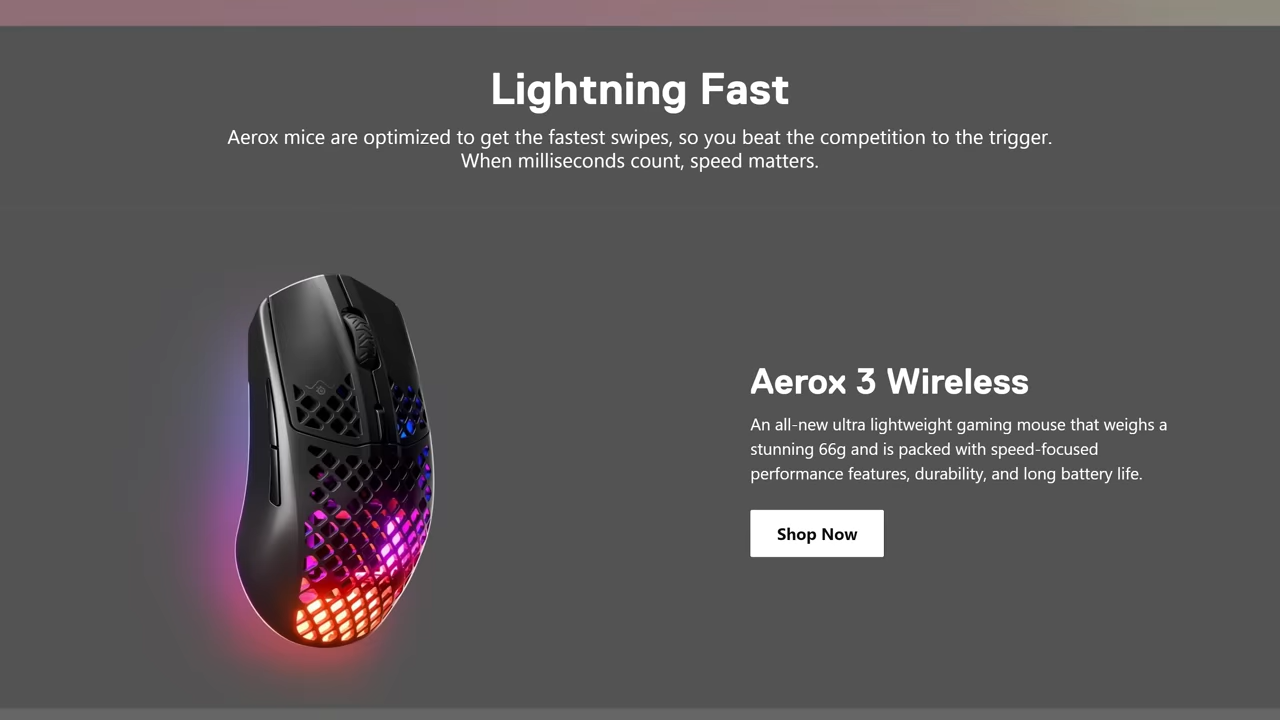 Lightning Fast
Aerox mice are optimized to get the fastest swipes, so you beat the competition to the trigger.
When milliseconds count, speed matters.
Aerox 3 Wireless
An all-new ultra lightweight gaming mouse that weighs a
stunning 66g and is packed with speed-focused
performance features, durability, and long battery life.
Shop Now